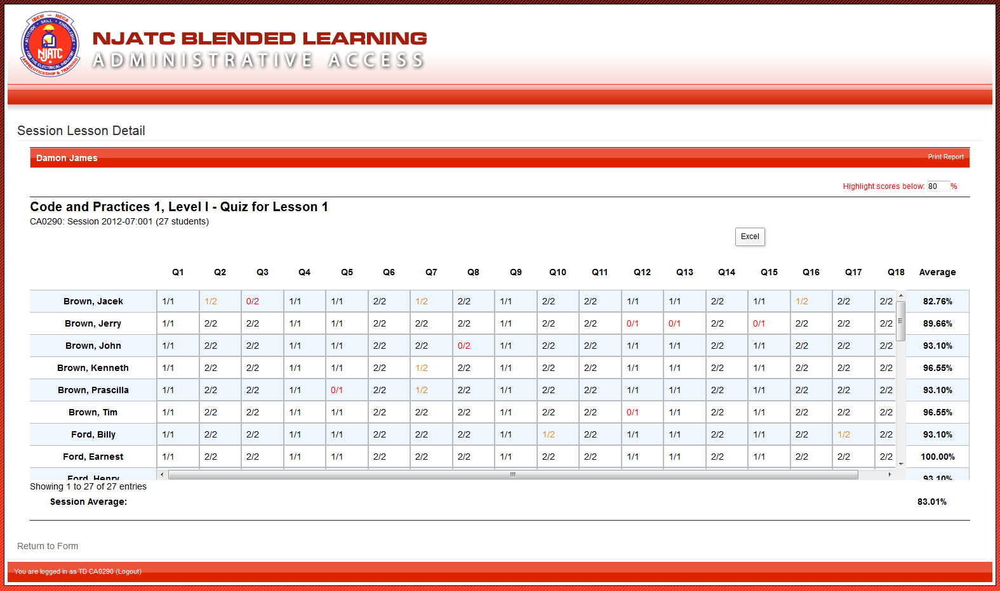 IBEW — NECA
ATTITUDE • SKILL • KNOWLEDGE
NJATC
FOR THE ELECTRICAL INDUSTRY
APPRENTICESHIP & TRAINING
NJATC BLENDED LEARNING
ADMINISTRATIVE ACCESS
Session Lesson Detail
Damon James Print Report
Highlight scores below: 80 %
Code and Practices 1, Level I - Quiz for Lesson 1
CA0290: Session 2012-07:001 (27 students)
Excel
Q1 Q2 Q3 Q4 Q5 Q6 Q7 Q8 Q9 Q10 Q11 Q12 Q13 Q14 Q15 Q16 Q17 Q18 Average
Brown, Jacek 1/1 1/2 0/2 1/1 1/1 2/2 1/2 2/2 1/1 2/2 2/2 1/1 1/1 2/2 1/1 1/2 2/2 2/2 82.76%
Brown, Jerry 1/1 2/2 2/2 1/1 1/1 2/2 2/2 2/2 1/1 2/2 2/2 0/1 0/1 2/2 0/1 2/2 2/2 2/2 89.66%
Brown, John 1/1 2/2 2/2 1/1 1/1 2/2 2/2 0/2 1/1 2/2 2/2 1/1 1/1 2/2 1/1 2/2 2/2 2/2 93.10%
Brown, Kenneth 1/1 2/2 2/2 1/1 1/1 2/2 1/2 2/2 1/1 2/2 2/2 1/1 1/1 2/2 1/1 2/2 2/2 2/2 96.55%
Brown, Prascilla 1/1 2/2 2/2 1/1 0/1 2/2 1/2 2/2 1/1 2/2 2/2 1/1 1/1 2/2 1/1 2/2 2/2 2/2 93.10%
Brown, Tim 1/1 2/2 2/2 1/1 1/1 2/2 2/2 2/2 1/1 2/2 2/2 0/1 1/1 2/2 1/1 2/2 2/2 2/2 96.55%
Ford, Billy 1/1 2/2 2/2 1/1 1/1 2/2 2/2 2/2 1/1 1/2 2/2 1/1 1/1 2/2 1/1 2/2 1/2 2/2 93.10%
Ford, Earnest 1/1 2/2 2/2 1/1 1/1 2/2 2/2 2/2 1/1 2/2 2/2 1/1 1/1 2/2 1/1 2/2 2/2 2/2 100.00%
Ford, Henry 93.10%
Showing 1 to 27 of 27 entries
Session Average: 83.01%
Return to Form
You are logged in as TD CA0290 (Logout)